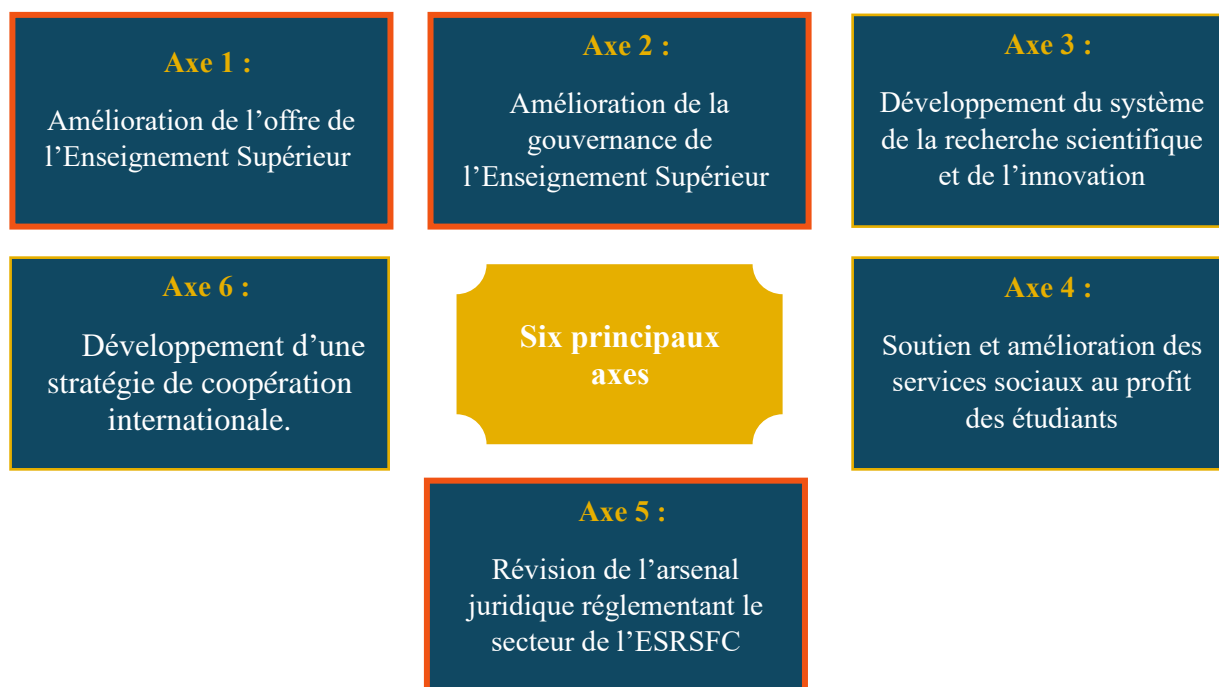 Axe 1 :
Amélioration de l’offre de
l’Enseignement Supérieur
Axe 2 :
Amélioration de la
gouvernance de
l’Enseignement Supérieur
Axe 3 :
Développement du système
de la recherche scientifique
et de l’innovation
Axe 6 :
Développement d’une
stratégie de coopération
internationale.
Six principaux
axes
Axe 4 :
Soutien et amélioration des
services sociaux au profit
des étudiants
Axe 5 :
Révision de l’arsenal
juridique réglementant le
secteur de l’ESRSFC